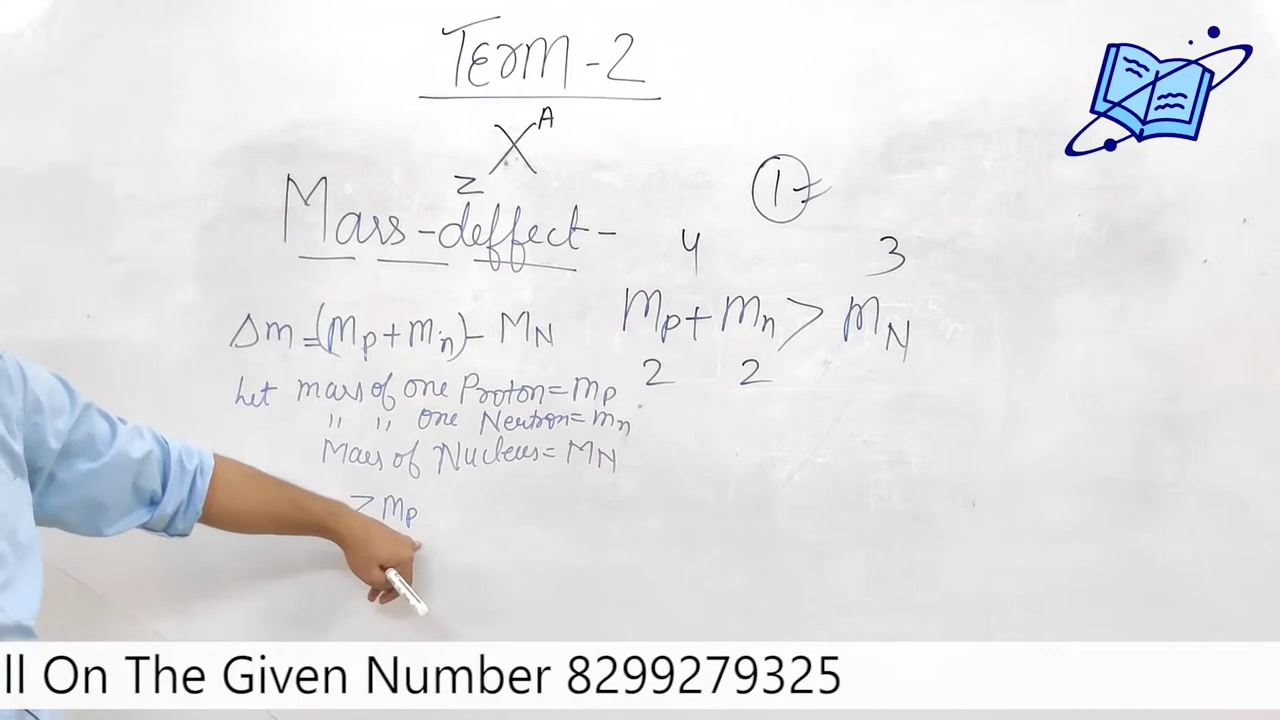 Term - 2
X A
Z
Mass - deffect -
1
4 3
Δm = (mp + mn) - MN
mp + mn > mN
2 2
Let mass of one Proton = mp
" " one Neutron = mn
Mass of Nucleus = MN
Z mp
ll On The Given Number 8299279325